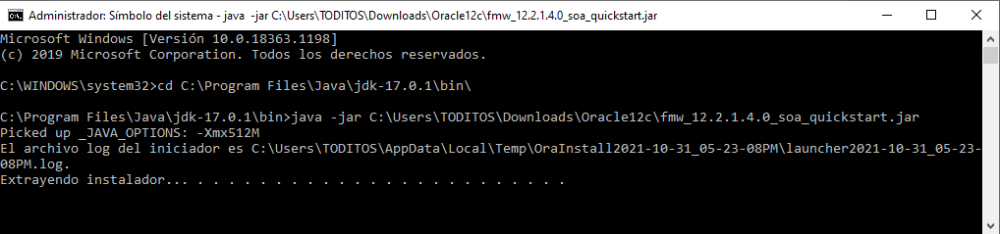 Administrador: Símbolo del sistema - java -jar C:\Users\TODITOS\Downloads\Oracle12c\fmw_12.2.1.4.0_soa_quickstart.jar
Microsoft Windows [Versión 10.0.18363.1198]
(c) 2019 Microsoft Corporation. Todos los derechos reservados.
C:\WINDOWS\system32>cd C:\Program Files\Java\jdk-17.0.1\bin\
C:\Program Files\Java\jdk-17.0.1\bin>java -jar C:\Users\TODITOS\Downloads\Oracle12c\fmw_12.2.1.4.0_soa_quickstart.jar
Picked up _JAVA_OPTIONS: -Xmx512M
El archivo log del iniciador es C:\Users\TODITOS\AppData\Local\Temp\OraInstall2021-10-31_05-23-08PM\launcher2021-10-31_05-23-
08PM.log.
Extrayendo instalador... . . . . . . . . . . . . . . . . . . . . . . . . .